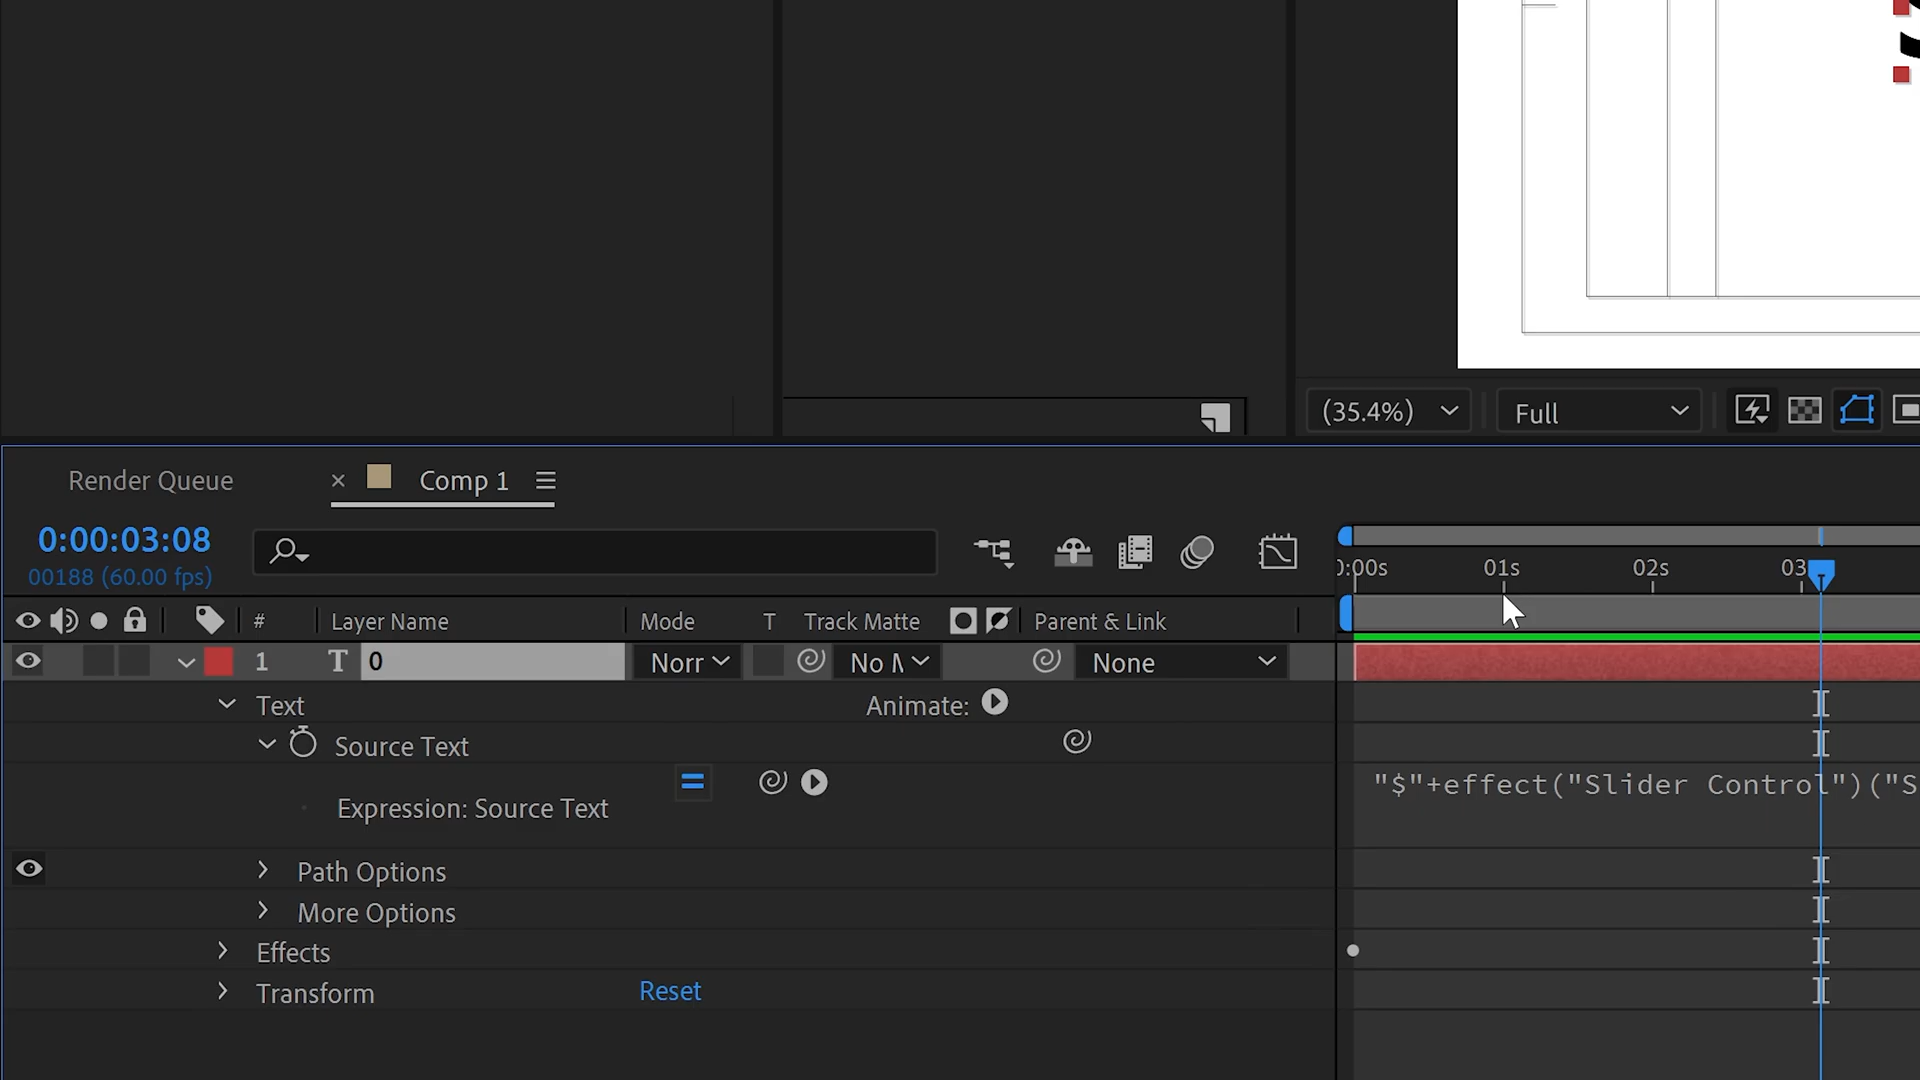 (35.4%) Full
Render Queue × Comp 1
0:00:03:08
00188 (60.00 fps)
0:00s 01s 02s 03
# Layer Name Mode T Track Matte Parent & Link
1 T 0 Norr No M None
Text Animate:
Source Text
"$"+effect("Slider Control")("S
Expression: Source Text
Path Options
More Options
Effects
Transform Reset